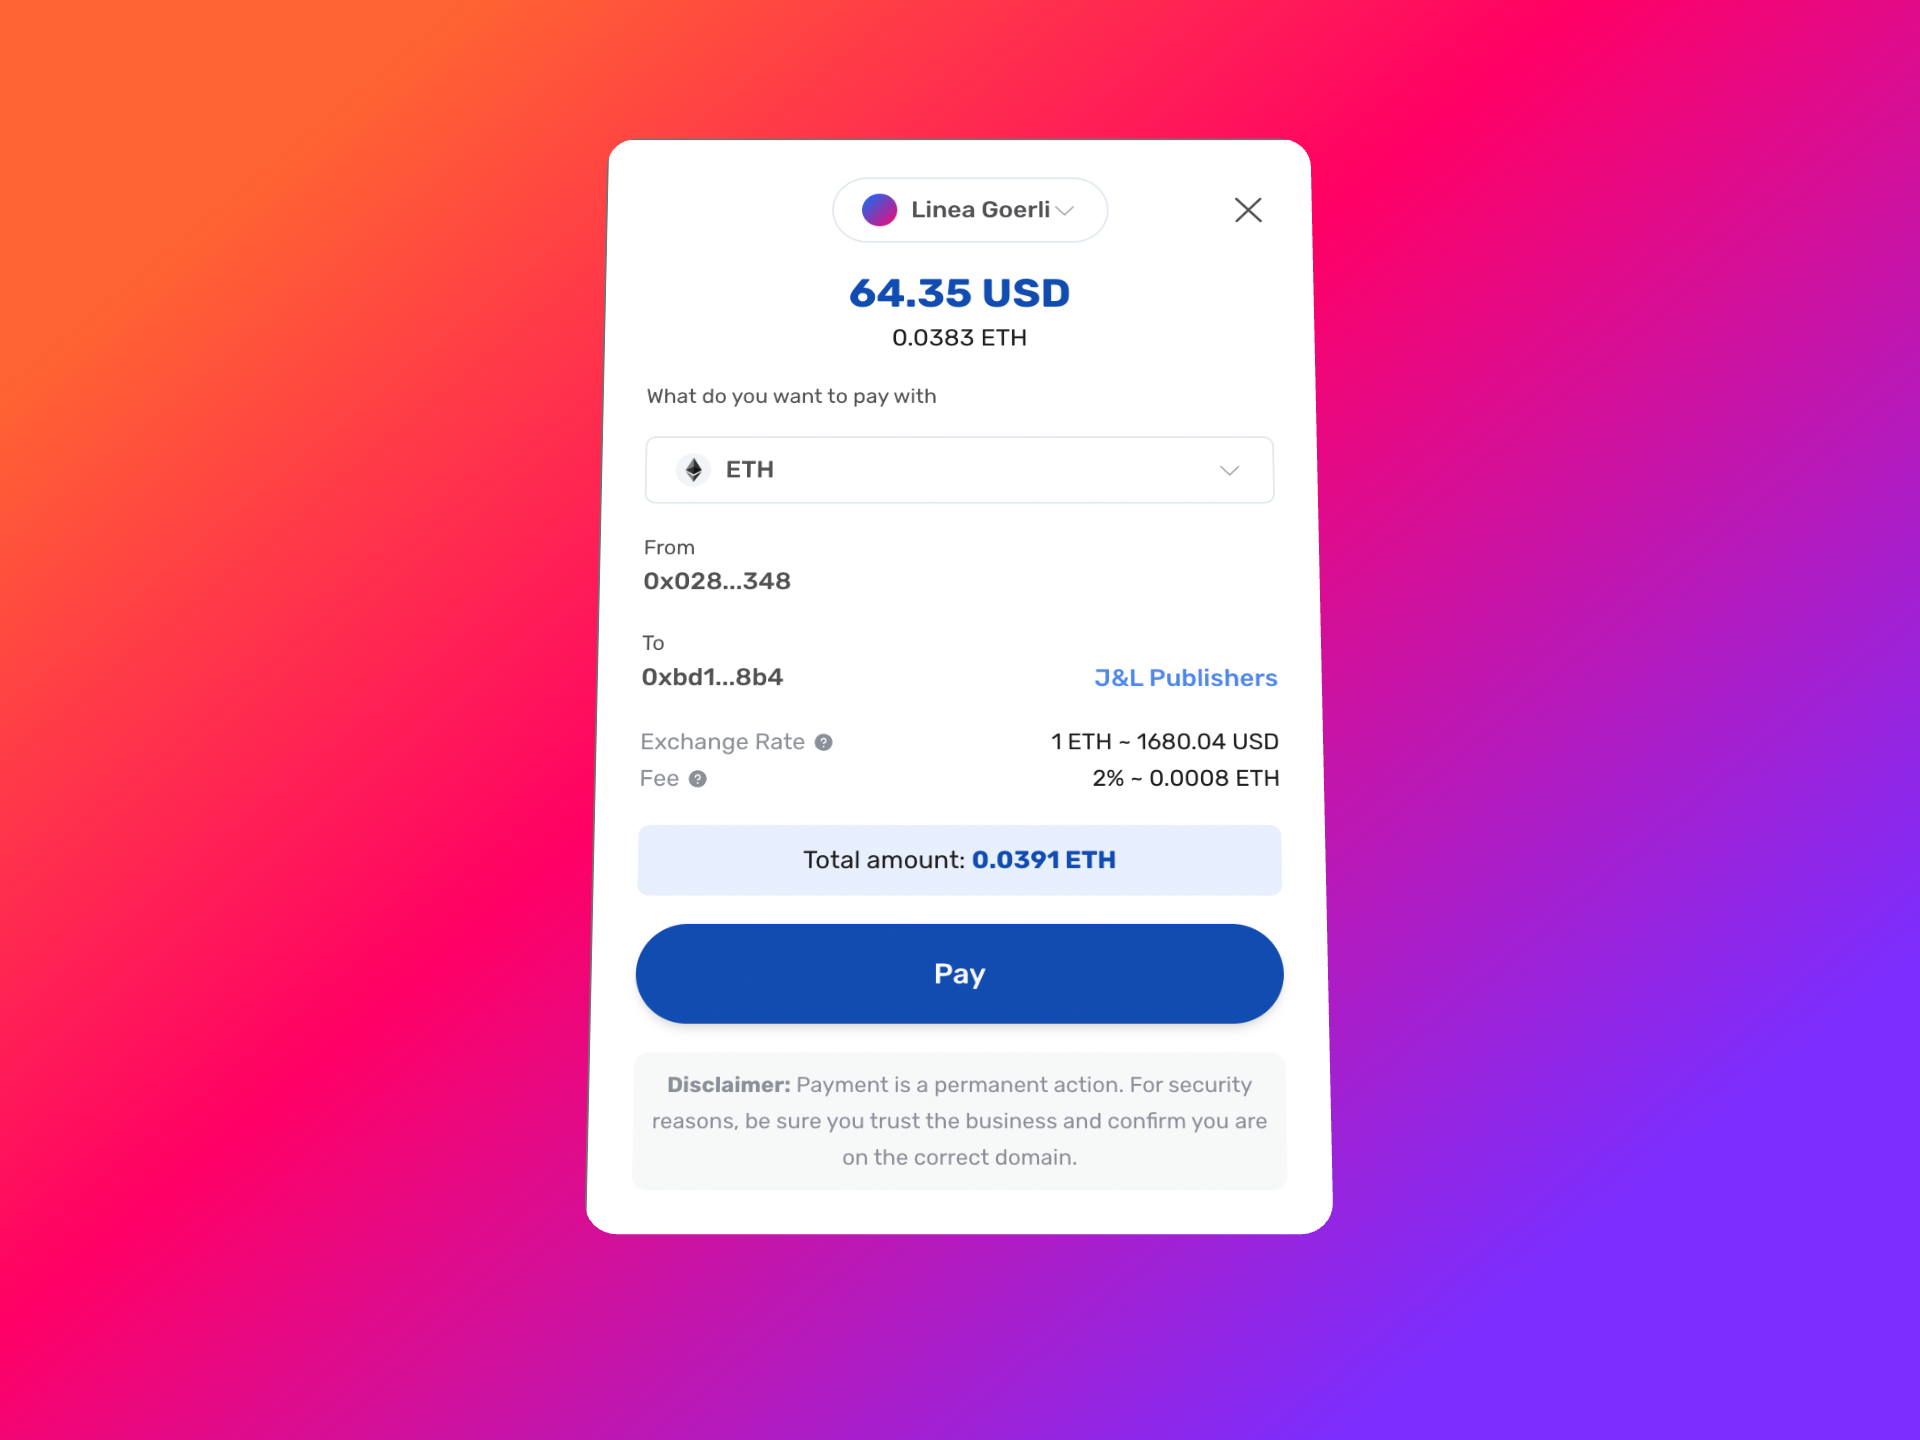 Linea Goerli
64.35 USD
0.0383 ETH
What do you want to pay with
ETH
From
0x028...348
To
0xbd1...8b4 J&L Publishers
Exchange Rate ? 1 ETH ~ 1680.04 USD
Fee ? 2% ~ 0.0008 ETH
Total amount: 0.0391 ETH
Pay
Disclaimer: Payment is a permanent action. For security
reasons, be sure you trust the business and confirm you are
on the correct domain.